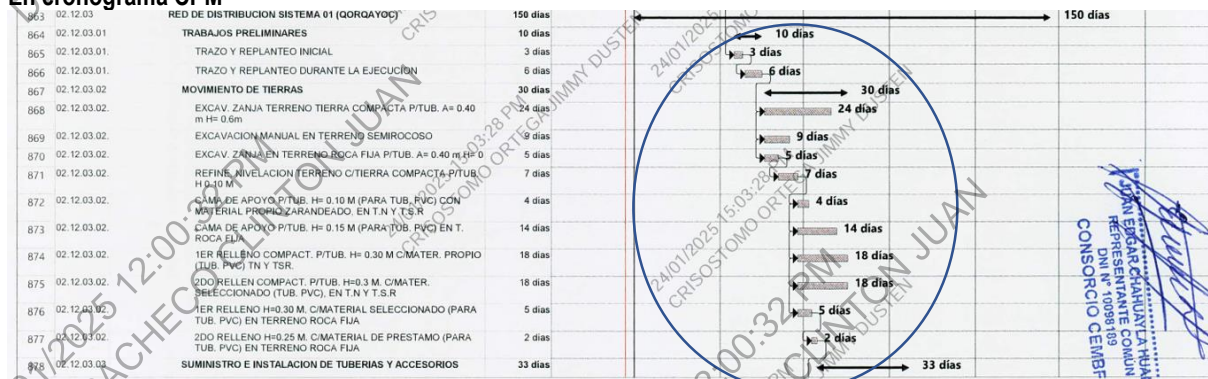 En cronograma CPM
863 02.12.03 RED DE DISTRIBUCION SISTEMA 01 (QORQAYOC) 150 días 150 días
864 02.12.03.01 TRABAJOS PRELIMINARES 10 días 10 días
865 02.12.03.01. TRAZO Y REPLANTEO INICIAL 3 días 3 días
866 02.12.03.01. TRAZO Y REPLANTEO DURANTE LA EJECUCIÓN 6 días 6 días
867 02.12.03.02 MOVIMIENTO DE TIERRAS 30 días 30 días
868 02.12.03.02. EXCAV. ZANJA TERRENO TIERRA COMPACTA P/TUB. A= 0.40 24 días 24 días
m H= 0.6m
869 02.12.03.02. EXCAVACION MANUAL EN TERRENO SEMIROCOSO 9 días 9 días
870 02.12.03.02. EXCAV. ZANJA EN TERRENO ROCA FIJA P/TUB. A= 0.40 m H= 0 5 días 5 días
871 02.12.03.02. REFINE, NIVELACION TERRENO C/TIERRA COMPACTA P/TUB. 7 días 7 días
H 0.10 M
872 02.12.03.02. CAMA DE APOYO P/TUB. H= 0.10 M (PARA TUB. PVC) CON 4 días 4 días
MATERIAL PROPIO ZARANDEADO, EN T.N Y T.S.R
873 02.12.03.02. CAMA DE APOYO P/TUB. H= 0.15 M (PARA TUB. PVC) EN T. 14 días 14 días
ROCA FIJA
874 02.12.03.02. 1ER RELLENO COMPACT. P/TUB. H= 0.30 M C/MATER. PROPIO 18 días 18 días
(TUB. PVC) TN Y TSR.
875 02.12.03.02. 2DO RELLEN COMPACT. P/TUB. H=0.3 M. C/MATER. 18 días 18 días
SELECCIONADO (TUB. PVC), EN T.N Y T.S.R
876 02.12.03.02. 1ER RELLENO H=0.30 M. C/MATERIAL SELECCIONADO (PARA 5 días 5 días
TUB. PVC) EN TERRENO ROCA FIJA
877 02.12.03.02. 2DO RELLENO H=0.25 M. C/MATERIAL DE PRESTAMO (PARA 2 días 2 días
TUB. PVC) EN TERRENO ROCA FIJA
878 02.12.03.03 SUMINISTRO E INSTALACION DE TUBERIAS Y ACCESORIOS 33 días 33 días
24/01/2025 15:03:28 PM
CRISOSTOMO ORTEGA JIMMY DUSTEN
01/2025 12:00:32 PM
PACHECO CLINTON JUAN
JUAN EDGAR CHAHUAYLA HUA
REPRESENTANTE COMÚN
DNI N° 10098189
CONSORCIO CEMBF